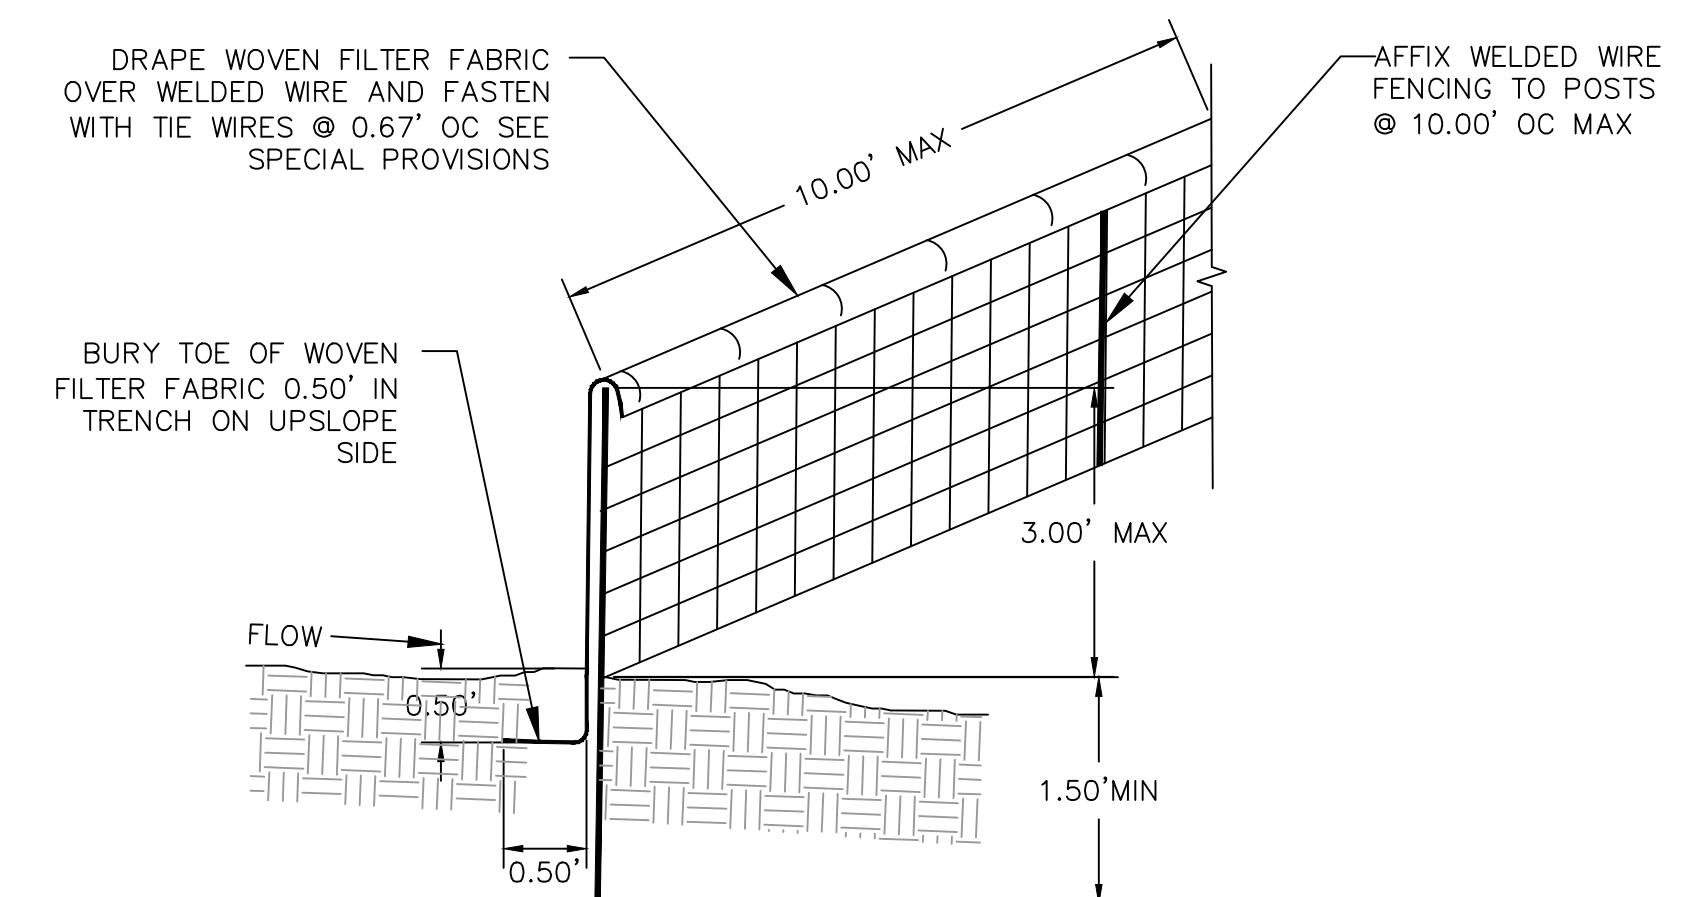 DRAPE WOVEN FILTER FABRIC
OVER WELDED WIRE AND FASTEN
WITH TIE WIRES @ 0.67' OC SEE
SPECIAL PROVISIONS
10.00' MAX
AFFIX WELDED WIRE
FENCING TO POSTS
@ 10.00' OC MAX
BURY TOE OF WOVEN
FILTER FABRIC 0.50' IN
TRENCH ON UPSLOPE
SIDE
3.00' MAX
FLOW
0.50'
1.50'MIN
0.50'